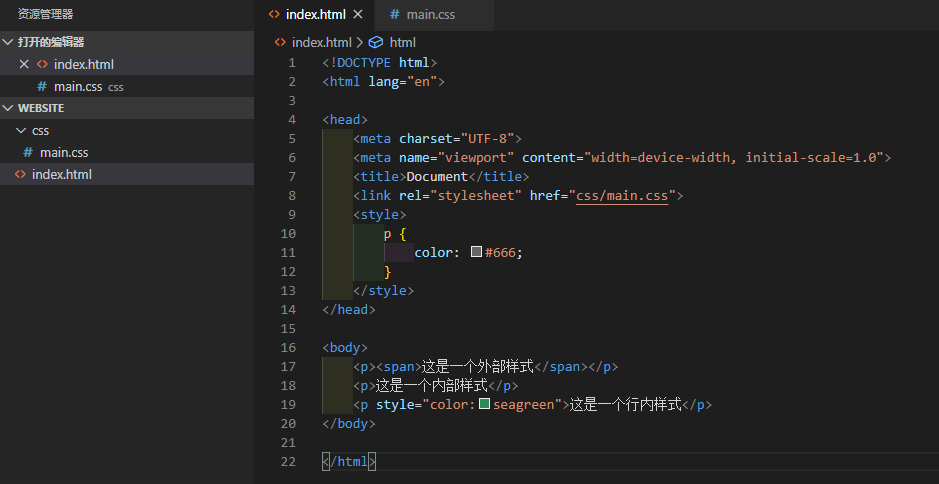 资源管理器
打开的编辑器
index.html
# main.css css
WEBSITE
css
# main.css
index.html
index.html
# main.css
index.html > html
1 <!DOCTYPE html>
2 <html lang="en">
3
4 <head>
5 <meta charset="UTF-8">
6 <meta name="viewport" content="width=device-width, initial-scale=1.0">
7 <title>Document</title>
8 <link rel="stylesheet" href="css/main.css">
9 <style>
10 p {
11 color: #666;
12 }
13 </style>
14 </head>
15
16 <body>
17 <p><span>这是一个外部样式</span></p>
18 <p>这是一个内部样式</p>
19 <p style="color:seagreen">这是一个行内样式</p>
20 </body>
21
22 </html>